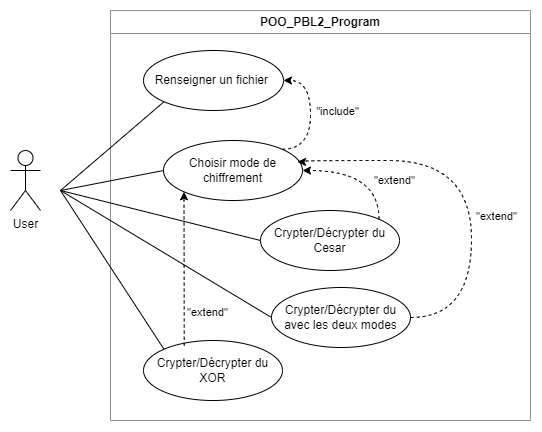 POO_PBL2_Program
Renseigner un fichier
"include"
Choisir mode de
chiffrement
User
"extend"
"extend"
Crypter/Décrypter du
Cesar
Crypter/Décrypter du
avec les deux modes
"extend"
Crypter/Décrypter du
XOR